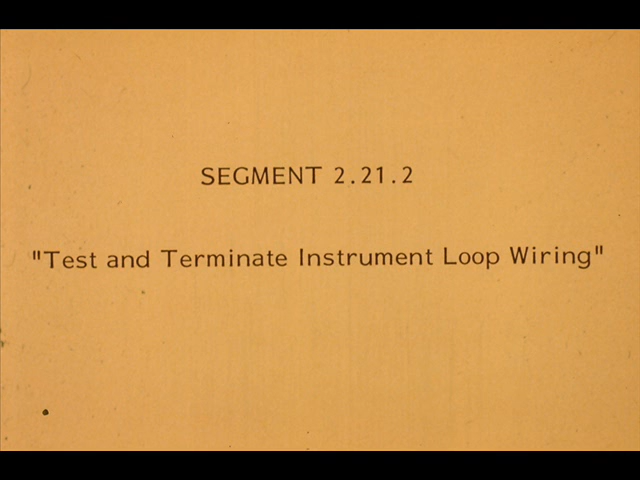 SEGMENT 2.21.2
"Test and Terminate Instrument Loop Wiring"